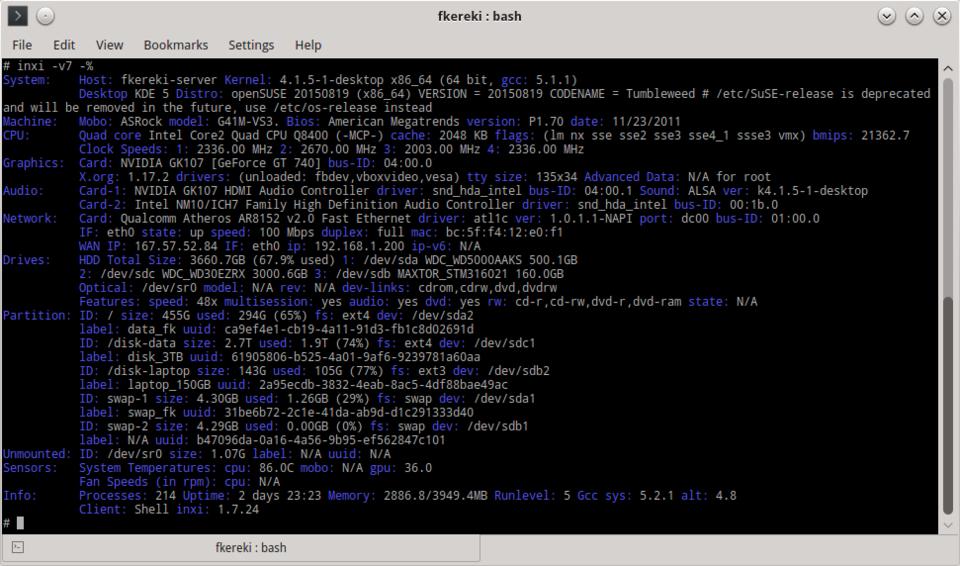 fkereki : bash
File Edit View Bookmarks Settings Help
# inxi -v7 -%
System: Host: fkereki-server Kernel: 4.1.5-1-desktop x86_64 (64 bit, gcc: 5.1.1)
Desktop KDE 5 Distro: openSUSE 20150819 (x86_64) VERSION = 20150819 CODENAME = Tumbleweed # /etc/SuSE-release is deprecated
and will be removed in the future, use /etc/os-release instead
Machine: Mobo: ASRock model: G41M-VS3. Bios: American Megatrends version: P1.70 date: 11/23/2011
CPU: Quad core Intel Core2 Quad CPU Q8400 (-MCP-) cache: 2048 KB flags: (lm nx sse sse2 sse3 sse4_1 ssse3 vmx) bmips: 21362.7
Clock Speeds: 1: 2336.00 MHz 2: 2670.00 MHz 3: 2003.00 MHz 4: 2336.00 MHz
Graphics: Card: NVIDIA GK107 [GeForce GT 740] bus-ID: 04:00.0
X.org: 1.17.2 drivers: (unloaded: fbdev,vboxvideo,vesa) tty size: 135x34 Advanced Data: N/A for root
Audio: Card-1: NVIDIA GK107 HDMI Audio Controller driver: snd_hda_intel bus-ID: 04:00.1 Sound: ALSA ver: k4.1.5-1-desktop
Card-2: Intel NM10/ICH7 Family High Definition Audio Controller driver: snd_hda_intel bus-ID: 00:1b.0
Network: Card: Qualcomm Atheros AR8152 v2.0 Fast Ethernet driver: atl1c ver: 1.0.1.1-NAPI port: dc00 bus-ID: 01:00.0
IF: eth0 state: up speed: 100 Mbps duplex: full mac: bc:5f:f4:12:e0:f1
WAN IP: 167.57.52.84 IF: eth0 ip: 192.168.1.200 ip-v6: N/A
Drives: HDD Total Size: 3660.7GB (67.9% used) 1: /dev/sda WDC_WD5000AAKS 500.1GB
2: /dev/sdc WDC_WD30EZRX 3000.6GB 3: /dev/sdb MAXTOR_STM316021 160.0GB
Optical: /dev/sr0 model: N/A rev: N/A dev-links: cdrom,cdrw,dvd,dvdrw
Features: speed: 48x multisession: yes audio: yes dvd: yes rw: cd-r,cd-rw,dvd-r,dvd-ram state: N/A
Partition: ID: / size: 455G used: 294G (65%) fs: ext4 dev: /dev/sda2
label: data_fk uuid: ca9ef4e1-cb19-4a11-91d3-fb1c8d02691d
ID: /disk-data size: 2.7T used: 1.9T (74%) fs: ext4 dev: /dev/sdc1
label: disk_3TB uuid: 61905806-b525-4a01-9af6-9239781a60aa
ID: /disk-laptop size: 143G used: 105G (77%) fs: ext3 dev: /dev/sdb2
label: laptop_150GB uuid: 2a95ecdb-3832-4eab-8ac5-4df88bae49ac
ID: swap-1 size: 4.30GB used: 1.26GB (29%) fs: swap dev: /dev/sda1
label: swap_fk uuid: 31be6b72-2c1e-41da-ab9d-d1c291333d40
ID: swap-2 size: 4.29GB used: 0.00GB (0%) fs: swap dev: /dev/sdb1
label: N/A uuid: b47096da-0a16-4a56-9b95-ef562847c101
Unmounted: ID: /dev/sr0 size: 1.07G label: N/A uuid: N/A
Sensors: System Temperatures: cpu: 86.0C mobo: N/A gpu: 36.0
Fan Speeds (in rpm): cpu: N/A
Info: Processes: 214 Uptime: 2 days 23:23 Memory: 2886.8/3949.4MB Runlevel: 5 Gcc sys: 5.2.1 alt: 4.8
Client: Shell inxi: 1.7.24
#
fkereki : bash